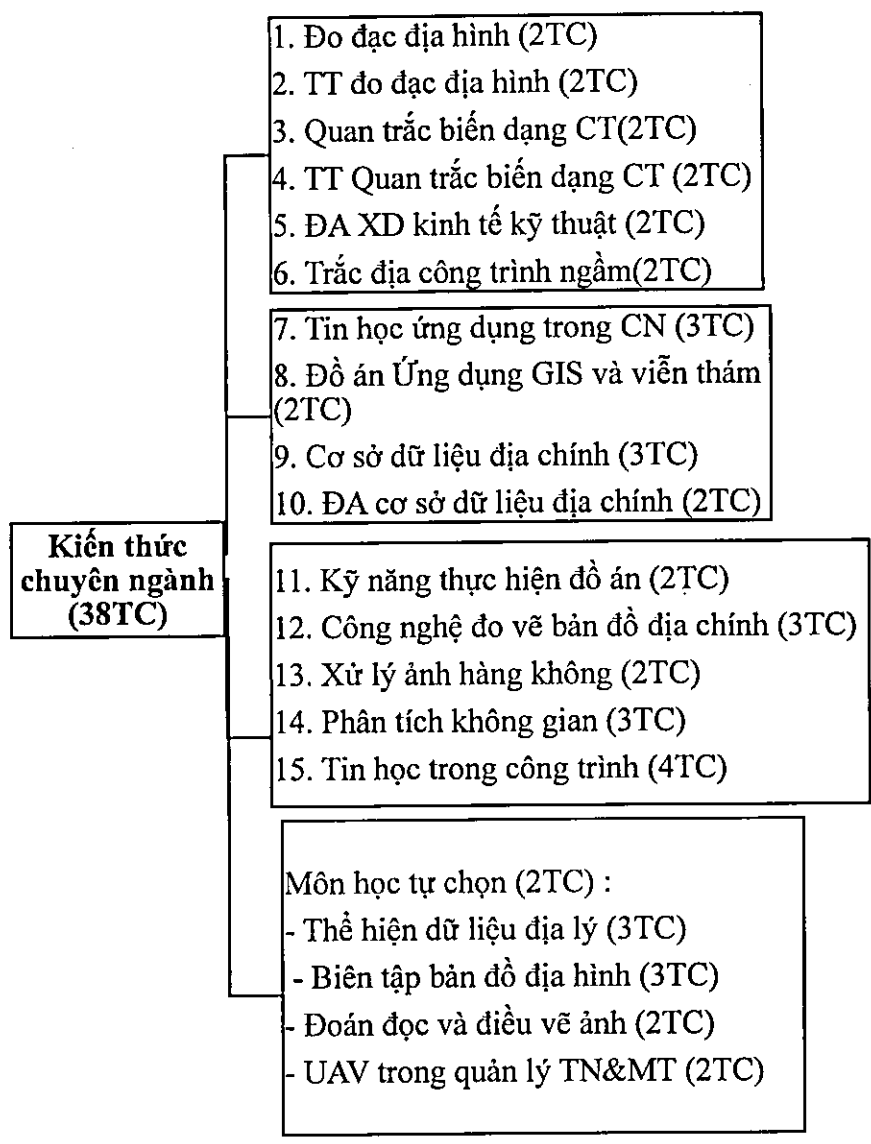 1. Đo đạc địa hình (2TC)
2. TT đo đạc địa hình (2TC)
3. Quan trắc biến dạng CT(2TC)
4. TT Quan trắc biến dạng CT (2TC)
5. ĐA XD kinh tế kỹ thuật (2TC)
6. Trắc địa công trình ngầm(2TC)
7. Tin học ứng dụng trong CN (3TC)
8. Đồ án Ứng dụng GIS và viễn thám
(2TC)
9. Cơ sở dữ liệu địa chính (3TC)
10. ĐA cơ sở dữ liệu địa chính (2TC)
Kiến thức
chuyên ngành
(38TC)
11. Kỹ năng thực hiện đồ án (2TC)
12. Công nghệ đo vẽ bản đồ địa chính (3TC)
13. Xử lý ảnh hàng không (2TC)
14. Phân tích không gian (3TC)
15. Tin học trong công trình (4TC)
Môn học tự chọn (2TC) :
- Thể hiện dữ liệu địa lý (3TC)
- Biên tập bản đồ địa hình (3TC)
- Đoán đọc và điều vẽ ảnh (2TC)
- UAV trong quản lý TN&MT (2TC)